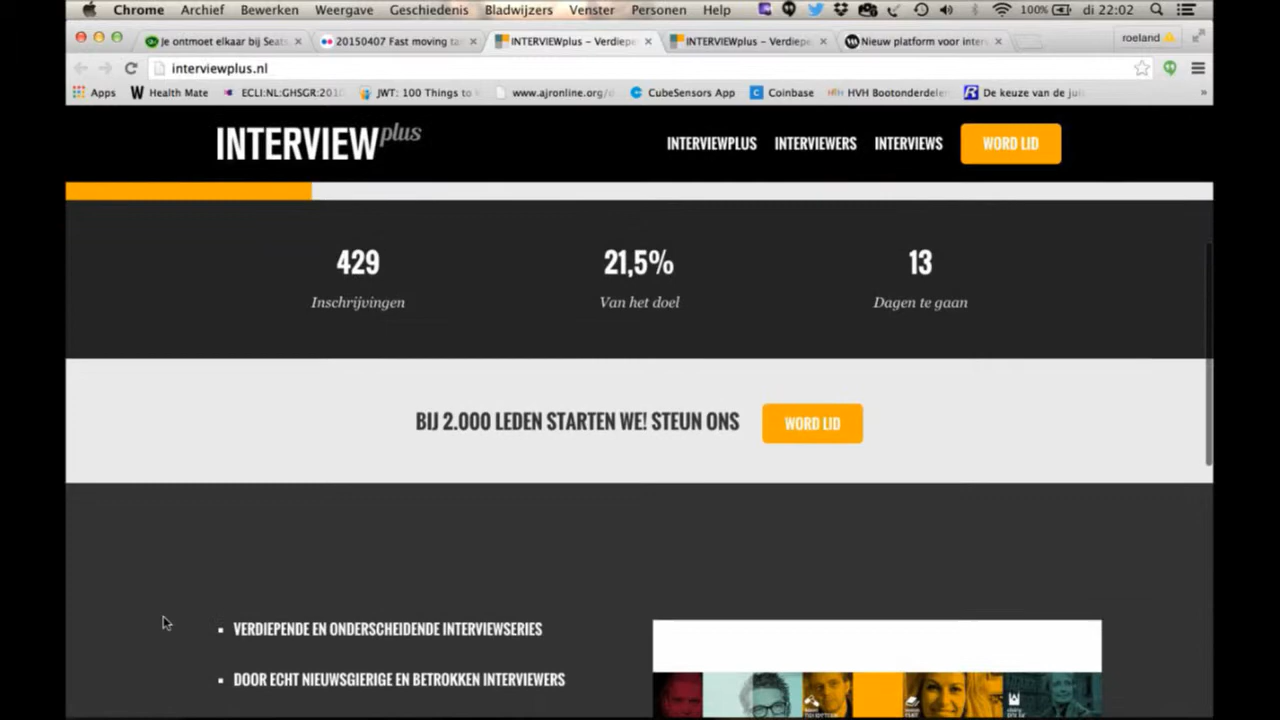 Chrome Archief Bewerken Weergave Geschiedenis Bladwijzers Venster Personen Help 100% di 22:02
Je ontmoet elkaar bij Seats 20150407 Fast moving ta INTERVIEWplus – Verdiepe INTERVIEWplus – Verdiepe Nieuw platform voor inter roeland
interviewplus.nl
Apps Health Mate ECLI:NL:GHSGR:201 JWT: 100 Things to www.ajronline.org/ CubeSensors App Coinbase HVH Bootonderdelen De keuze van de
INTERVIEWplus INTERVIEWPLUS INTERVIEWERS INTERVIEWS WORD LID
429 21,5% 13
Inschrijvingen Van het doel Dagen te gaan
BIJ 2.000 LEDEN STARTEN WE! STEUN ONS WORD LID
▪ VERDIEPENDE EN ONDERSCHEIDENDE INTERVIEWSERIES
▪ DOOR ECHT NIEUWSGIERIGE EN BETROKKEN INTERVIEWERS